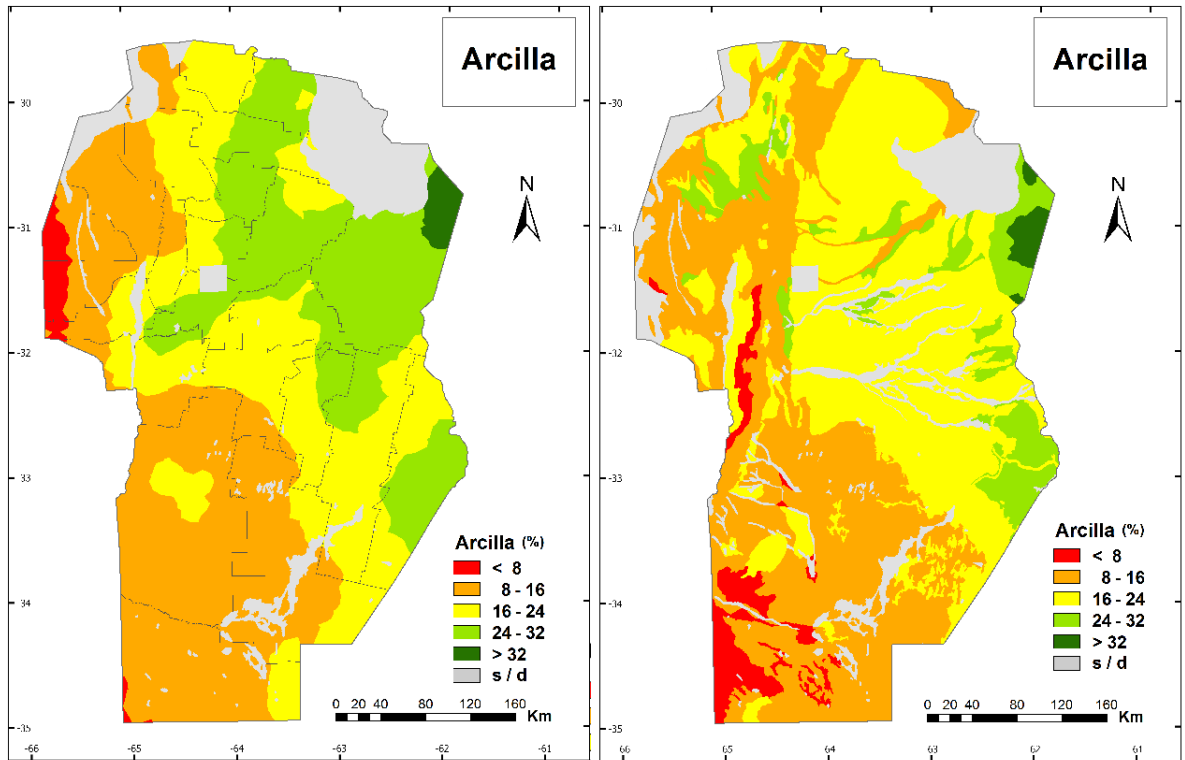 Arcilla
N
-30
-31
-32
-33
-34
-35
Arcilla (%)
< 8
8 - 16
16 - 24
24 - 32
> 32
s / d
0 20 40 80 120 160
Km
-66 -65 -64 -63 -62 -61
Arcilla
N
-30
-31
-32
-33
-34
-35
Arcilla (%)
< 8
8 - 16
16 - 24
24 - 32
> 32
s / d
0 20 40 80 120 160
Km
66 -65 -64 -63 -62 -61